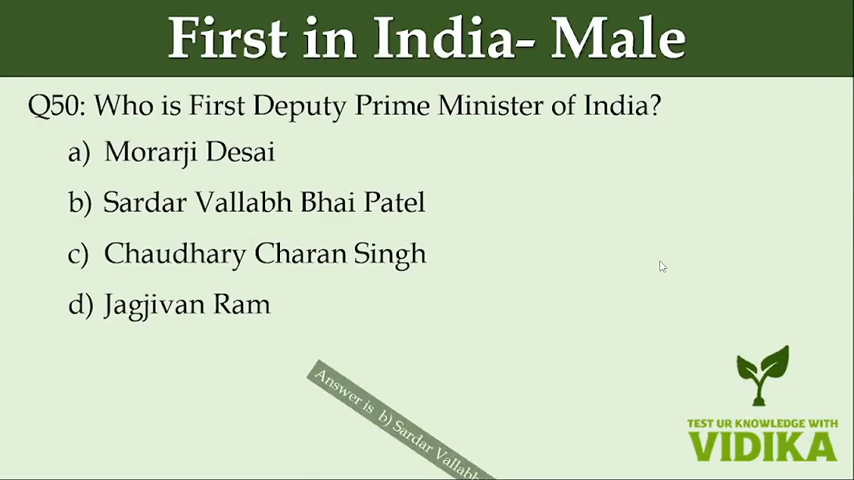 First in India- Male
Q50: Who is First Deputy Prime Minister of India?
a) Morarji Desai
b) Sardar Vallabh Bhai Patel
c) Chaudhary Charan Singh
d) Jagjivan Ram
Answer is b) Sardar Vallabh
TEST UR KNOWLEDGE WITH
VIDIKA